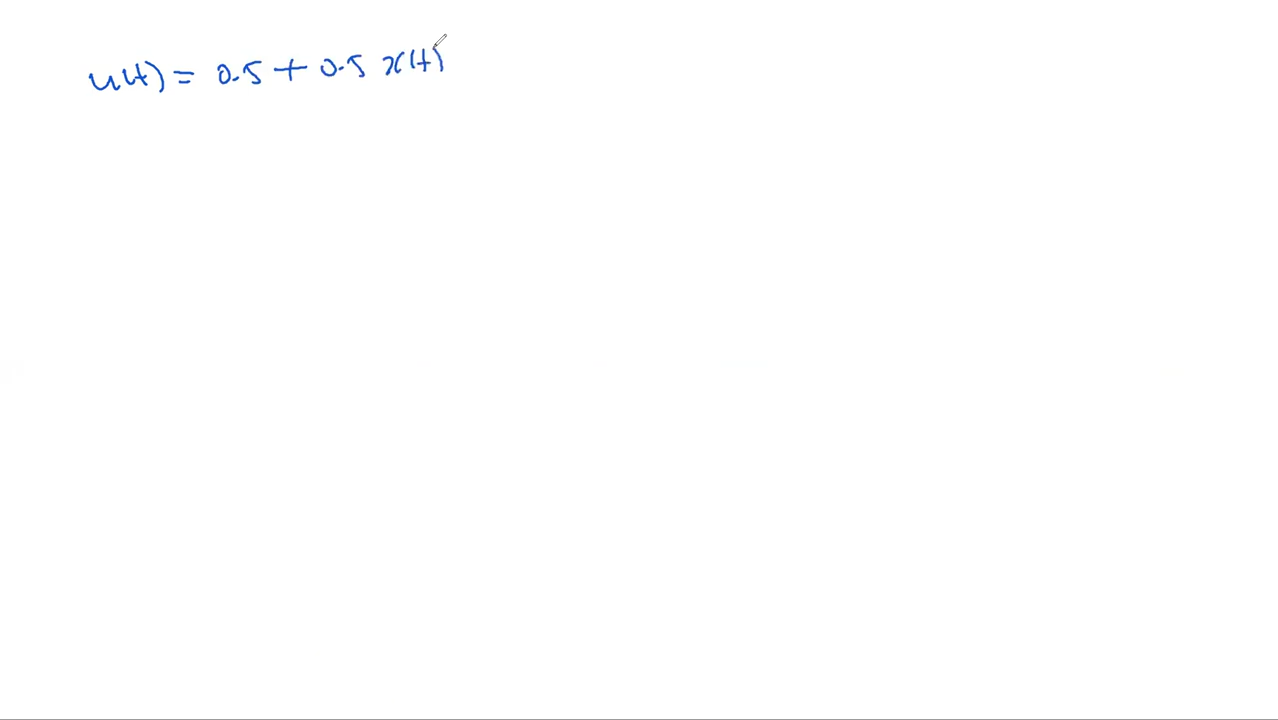 u(t) = 0.5 + 0.5 x(t)